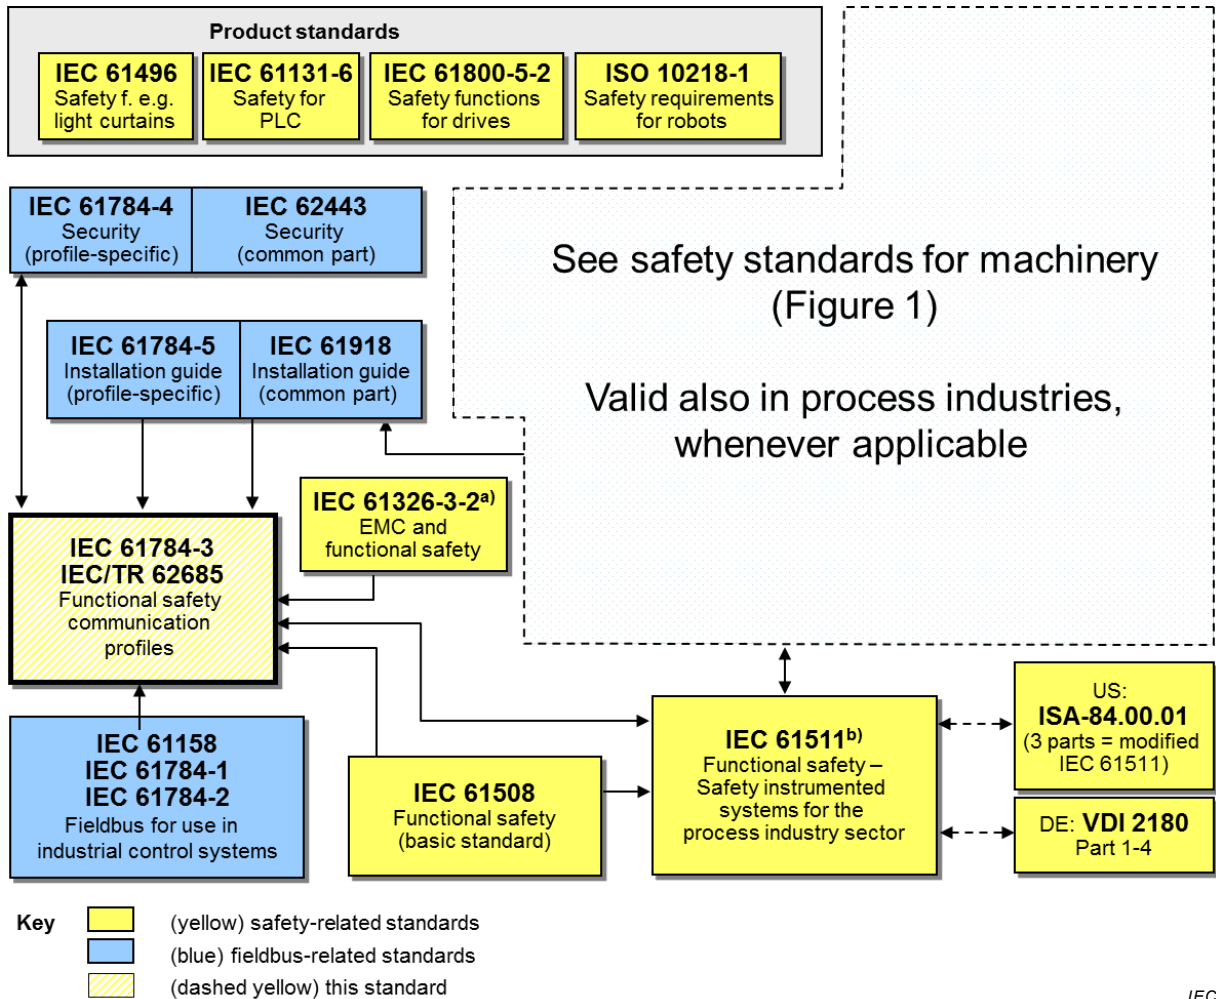 Product standards
IEC 61496
Safety f. e.g.
light curtains
IEC 61131-6
Safety for
PLC
IEC 61800-5-2
Safety functions
for drives
ISO 10218-1
Safety requirements
for robots
IEC 61784-4
Security
(profile-specific)
IEC 62443
Security
(common part)
See safety standards for machinery
(Figure 1)
Valid also in process industries,
whenever applicable
IEC 61784-5
Installation guide
(profile-specific)
IEC 61918
Installation guide
(common part)
IEC 61326-3-2a)
EMC and
functional safety
IEC 61784-3
IEC/TR 62685
Functional safety
communication
profiles
IEC 61158
IEC 61784-1
IEC 61784-2
Fieldbus for use in
industrial control systems
IEC 61508
Functional safety
(basic standard)
IEC 61511b)
Functional safety –
Safety instrumented
systems for the
process industry sector
US:
ISA-84.00.01
(3 parts = modified
IEC 61511)
DE: VDI 2180
Part 1-4
Key
(yellow) safety-related standards
(blue) fieldbus-related standards
(dashed yellow) this standard
IEC